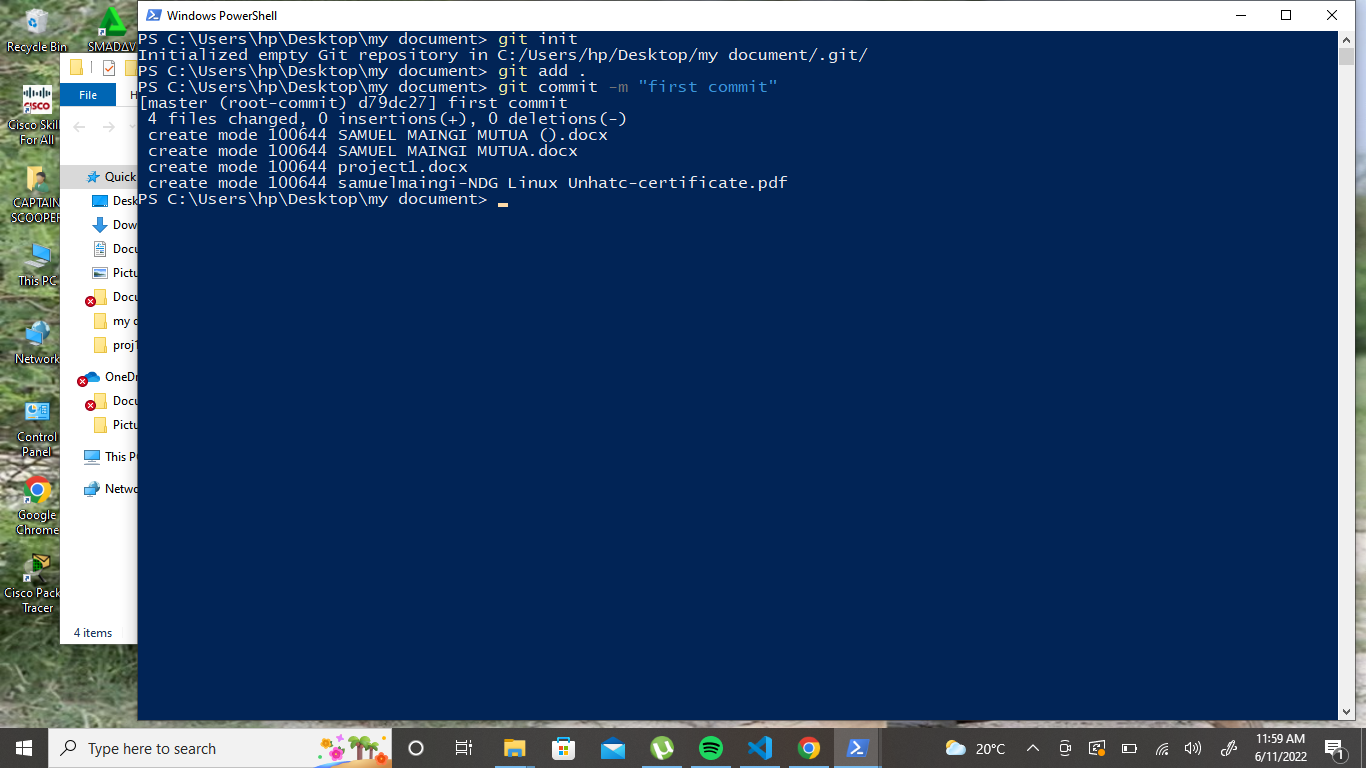 Windows PowerShell
PS C:\Users\hp\Desktop\my document> git init
Initialized empty Git repository in C:/Users/hp/Desktop/my document/.git/
PS C:\Users\hp\Desktop\my document> git add .
PS C:\Users\hp\Desktop\my document> git commit -m "first commit"
[master (root-commit) d79dc27] first commit
 4 files changed, 0 insertions(+), 0 deletions(-)
 create mode 100644 SAMUEL MAINGI MUTUA ().docx
 create mode 100644 SAMUEL MAINGI MUTUA.docx
 create mode 100644 project1.docx
 create mode 100644 samuelmaingi-NDG Linux Unhatc-certificate.pdf
PS C:\Users\hp\Desktop\my document>
Recycle Bin
SMADΔV
CISCO
Cisco Skill
For All
CAPTAIN
SCOOPER
This PC
Network
Control
Panel
Google
Chrome
Cisco Pack
Tracer
File
H
Quick
Desk
Dow
Docu
Pictu
Docu
my d
proj1
OneDr
Docu
Pictu
This P
Netwo
4 items
Type here to search
20°C
11:59 AM
6/11/2022
1